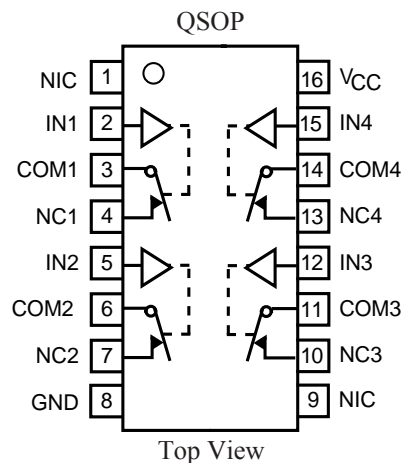 QSOP
NIC 1 16 VCC
IN1 2 15 IN4
COM1 3 14 COM4
NC1 4 13 NC4
IN2 5 12 IN3
COM2 6 11 COM3
NC2 7 10 NC3
GND 8 9 NIC
Top View